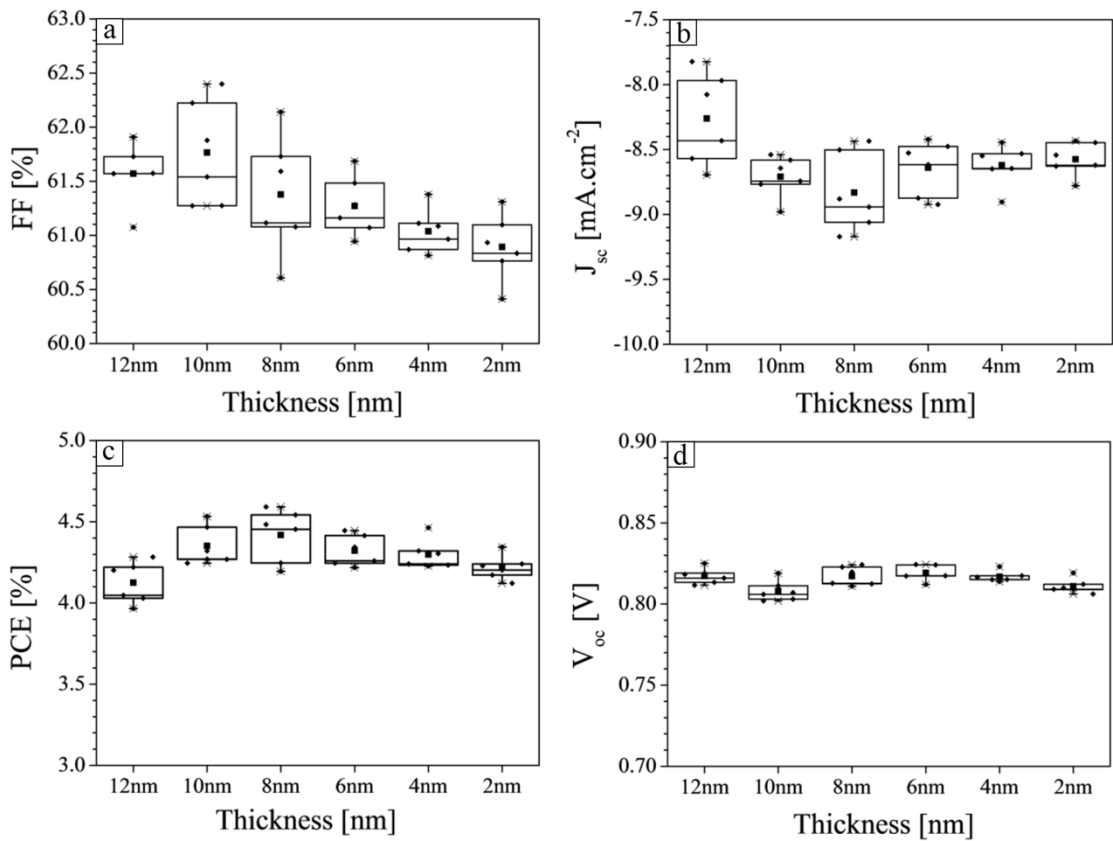 a
FF [%]
63.0
62.5
62.0
61.5
61.0
60.5
60.0
12nm 10nm 8nm 6nm 4nm 2nm
Thickness [nm]
b
J_sc [mA.cm⁻²]
-7.5
-8.0
-8.5
-9.0
-9.5
-10.0
12nm 10nm 8nm 6nm 4nm 2nm
Thickness [nm]
c
PCE [%]
5.0
4.5
4.0
3.5
3.0
12nm 10nm 8nm 6nm 4nm 2nm
Thickness [nm]
d
V_oc [V]
0.90
0.85
0.80
0.75
0.70
12nm 10nm 8nm 6nm 4nm 2nm
Thickness [nm]